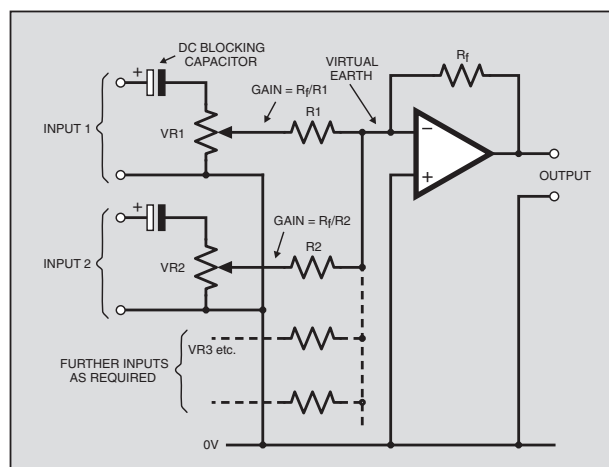 DC BLOCKING
CAPACITOR
VIRTUAL
EARTH
Rf
+
GAIN = Rf/R1
R1
INPUT 1
VR1
−
+
OUTPUT
+
GAIN = Rf/R2
R2
INPUT 2
VR2
VR3 etc.
FURTHER INPUTS
AS REQUIRED
0V